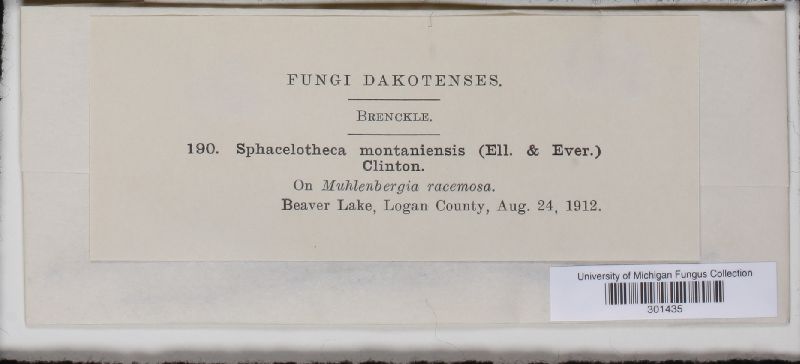 FUNGI DAKOTENSES.
BRENCKLE.
190. Sphacelotheca montaniensis (Ell. & Ever.)
Clinton.
On Muhlenbergia racemosa.
Beaver Lake, Logan County, Aug. 24, 1912.
University of Michigan Fungus Collection
301435